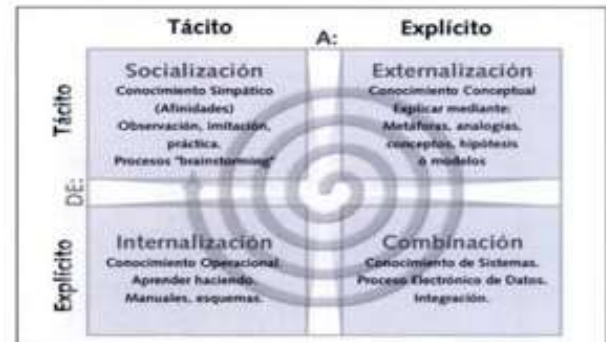 Tácito
A:
Explícito
Tácito
Socialización
Conocimiento Simpático
(Afinidades)
Observación, imitación,
práctica.
Procesos "brainstorming"
Externalización
Conocimiento Conceptual
Explicar mediante:
Metáforas, analogías,
conceptos, hipótesis
ó modelos
DE:
Explícito
Internalización
Conocimiento Operacional.
Aprender haciendo.
Manuales, esquemas.
Combinación
Conocimiento de Sistemas.
Proceso Electrónico de Datos.
Integración.